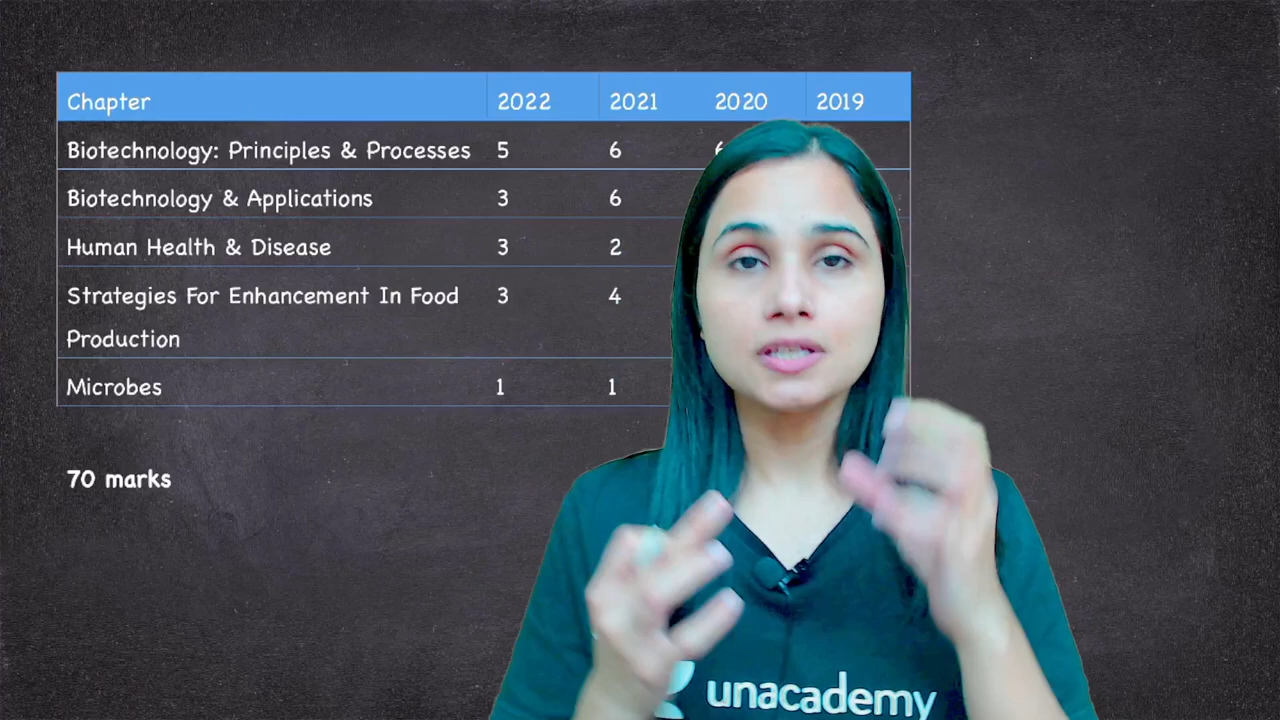 Chapter 2022 2021 2020 2019
Biotechnology: Principles & Processes 5 6 6
Biotechnology & Applications 3 6
Human Health & Disease 3 2
Strategies For Enhancement In Food 3 4
Production
Microbes 1 1
70 marks
unacademy